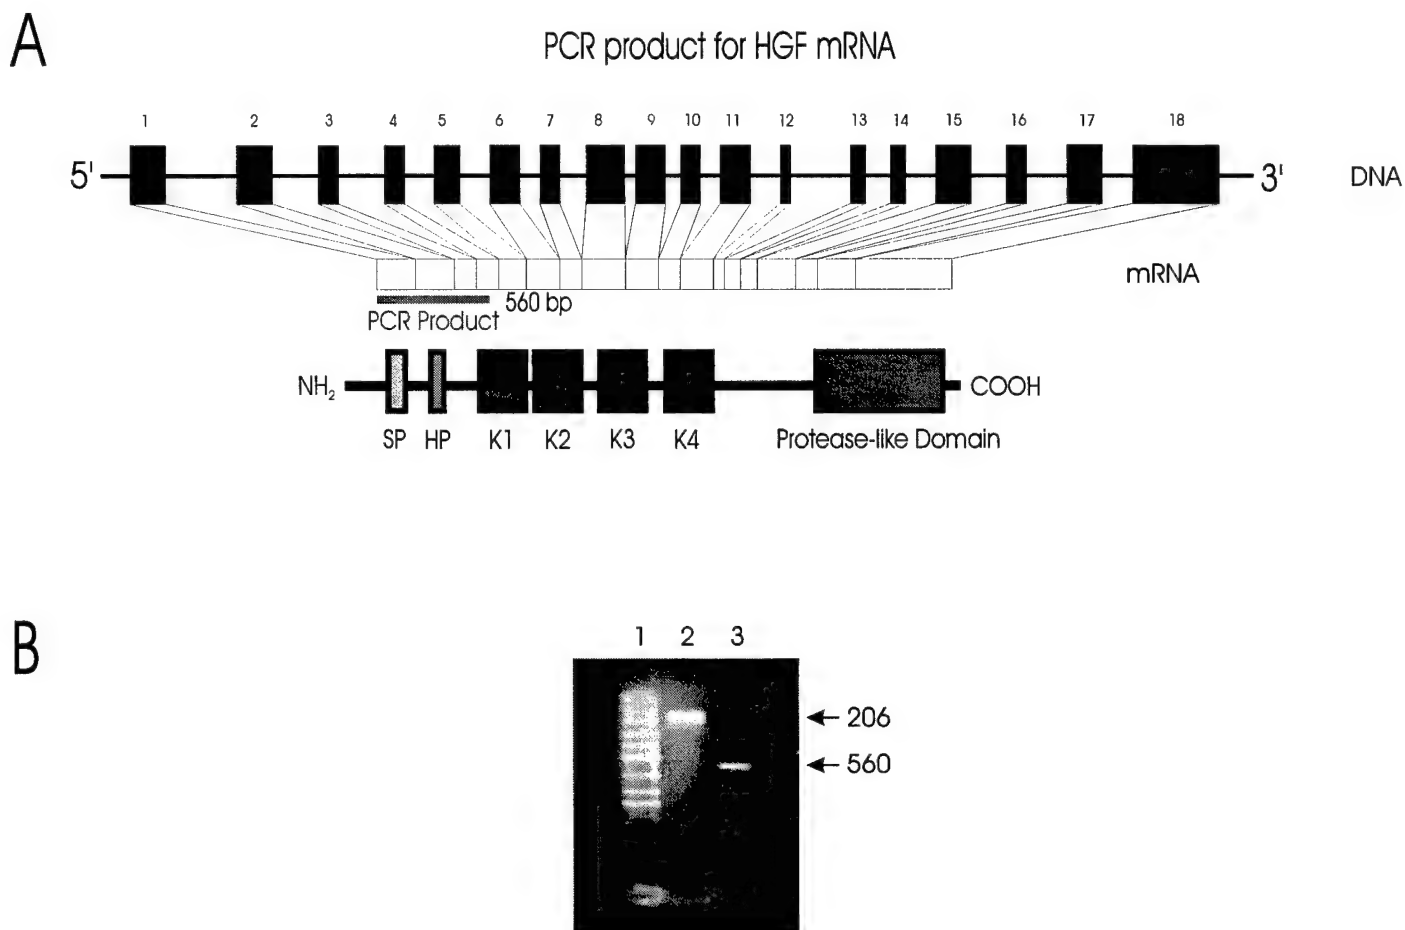 A
PCR product for HGF mRNA
1 2 3 4 5 6 7 8 9 10 11 12 13 14 15 16 17 18
5' 3' DNA
mRNA
560 bp
PCR Product
NH2 COOH
SP HP K1 K2 K3 K4 Protease-like Domain
B
1 2 3
206
560